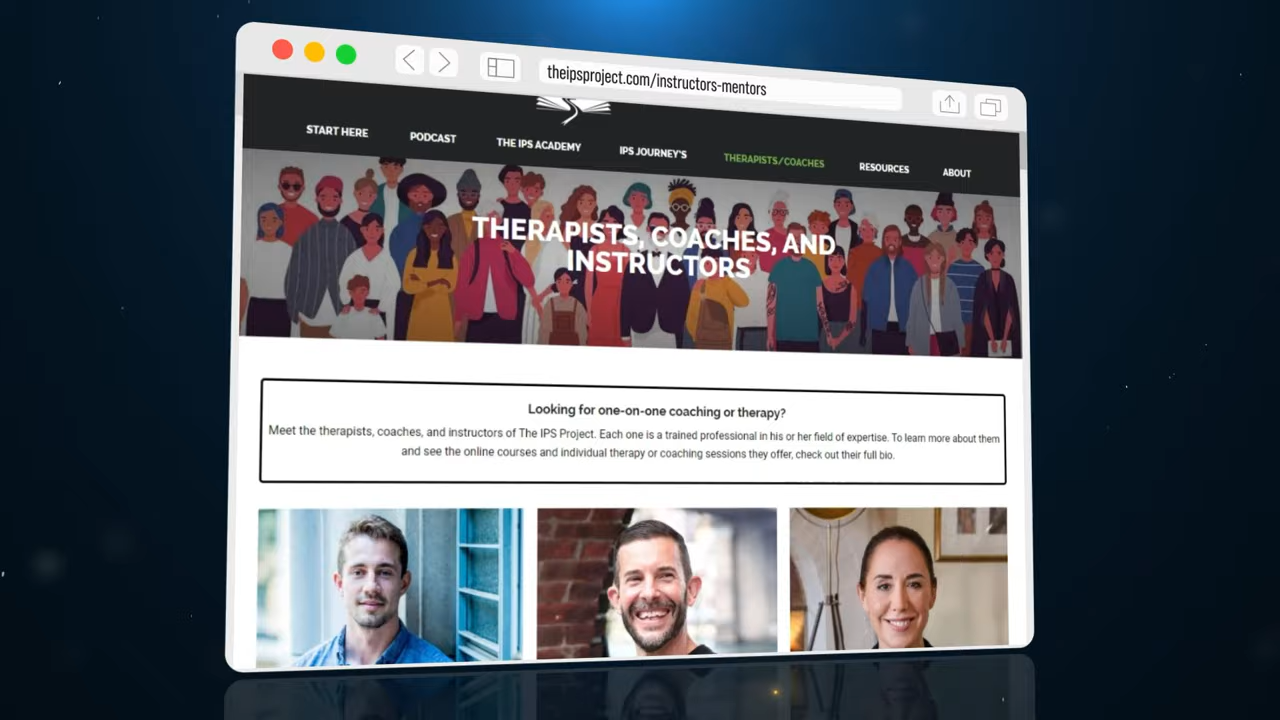 theipsproject.com/instructors-mentors
START HERE PODCAST THE IPS ACADEMY IPS JOURNEY'S THERAPISTS/COACHES RESOURCES ABOUT
THERAPISTS, COACHES, AND
INSTRUCTORS
Looking for one-on-one coaching or therapy?
Meet the therapists, coaches, and instructors of The IPS Project. Each one is a trained professional in his or her field of expertise. To learn more about them
and see the online courses and individual therapy or coaching sessions they offer, check out their full bio.